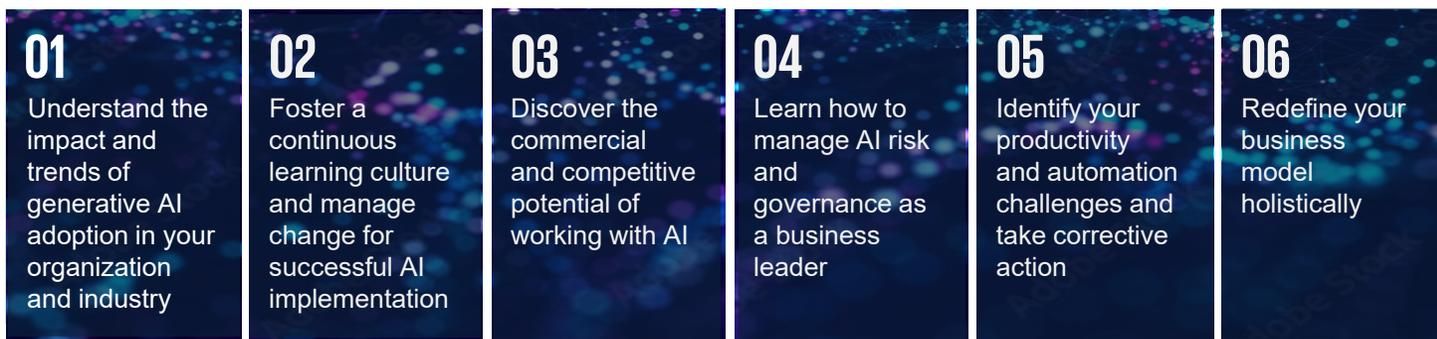 01
Understand the
impact and
trends of
generative AI
adoption in your
organization
and industry
02
Foster a
continuous
learning culture
and manage
change for
successful AI
implementation
03
Discover the
commercial
and competitive
potential of
working with AI
04
Learn how to
manage AI risk
and
governance as
a business
leader
05
Identify your
productivity
and automation
challenges and
take corrective
action
06
Redefine your
business
model
holistically